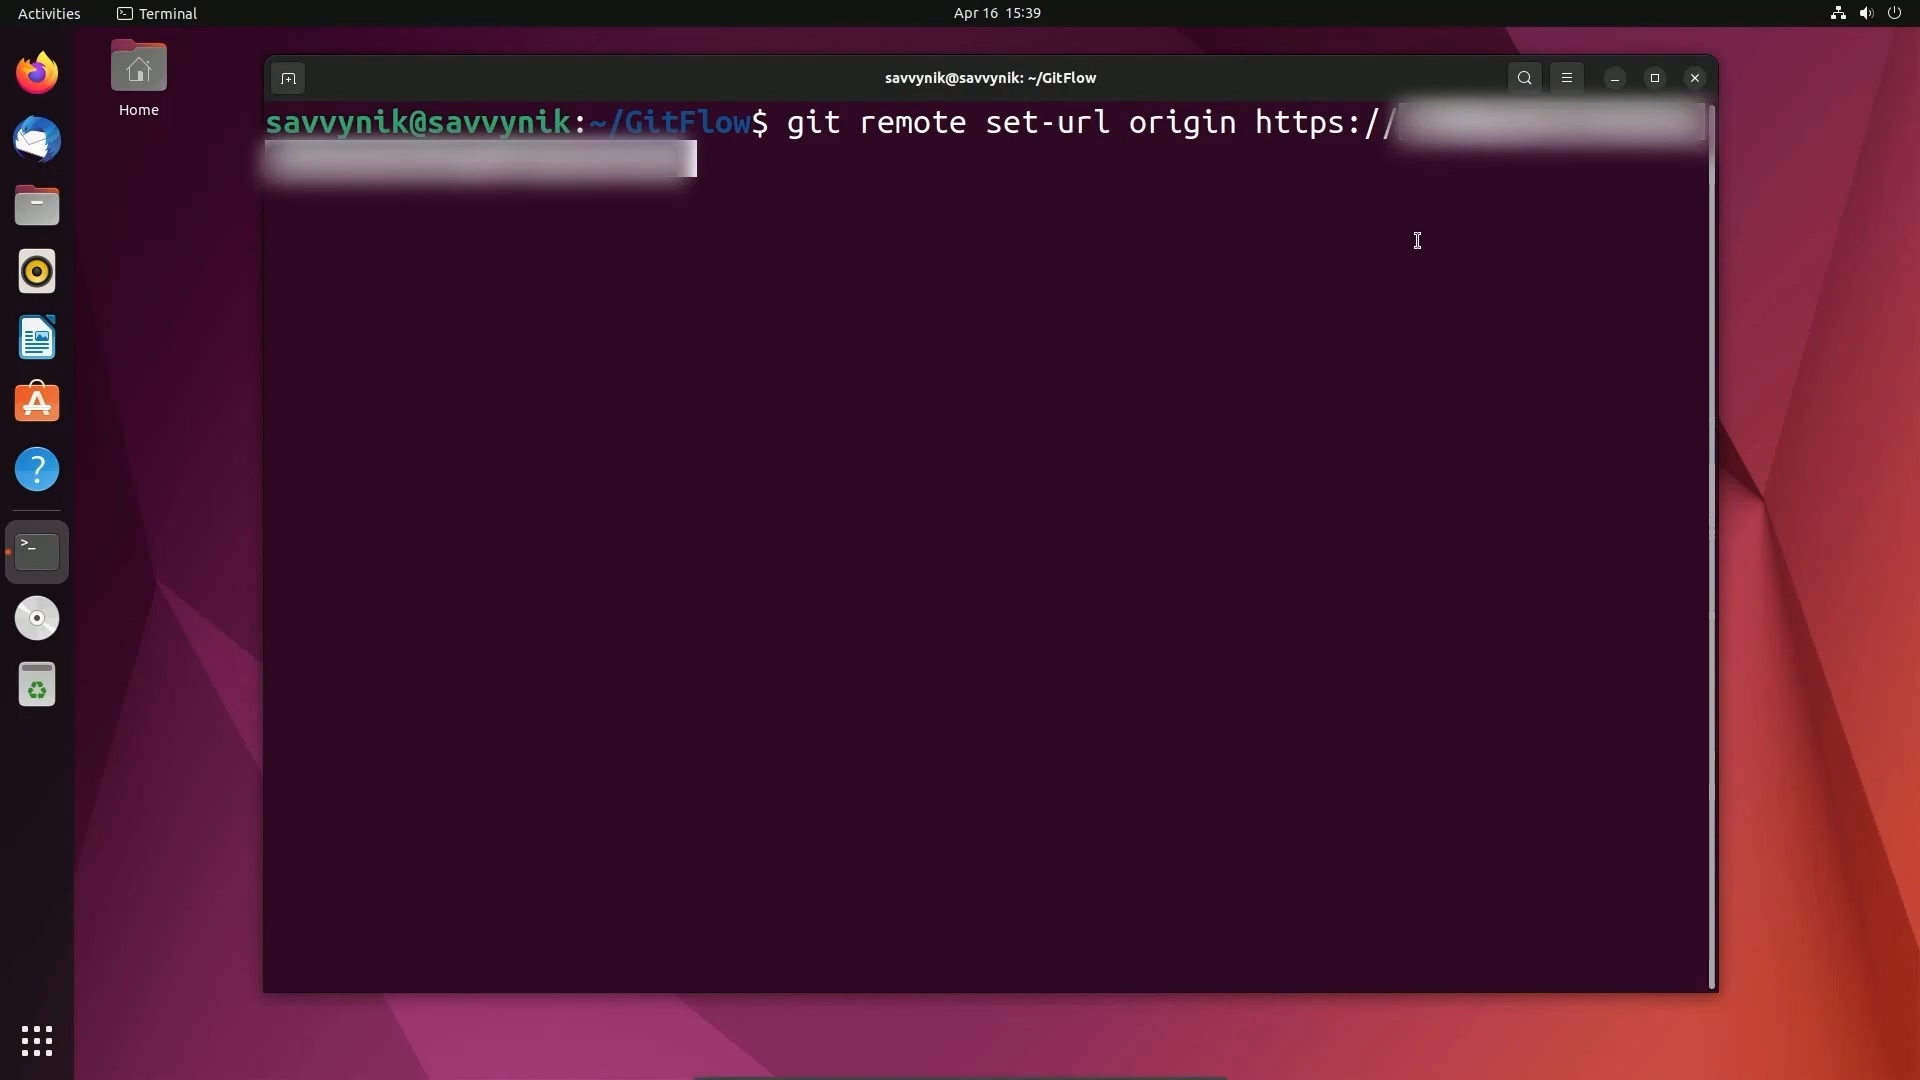 Activities
Terminal
Apr 16 15:39
Home
savvynik@savvynik: ~/GitFlow
savvynik@savvynik:~/GitFlow$ git remote set-url origin https://